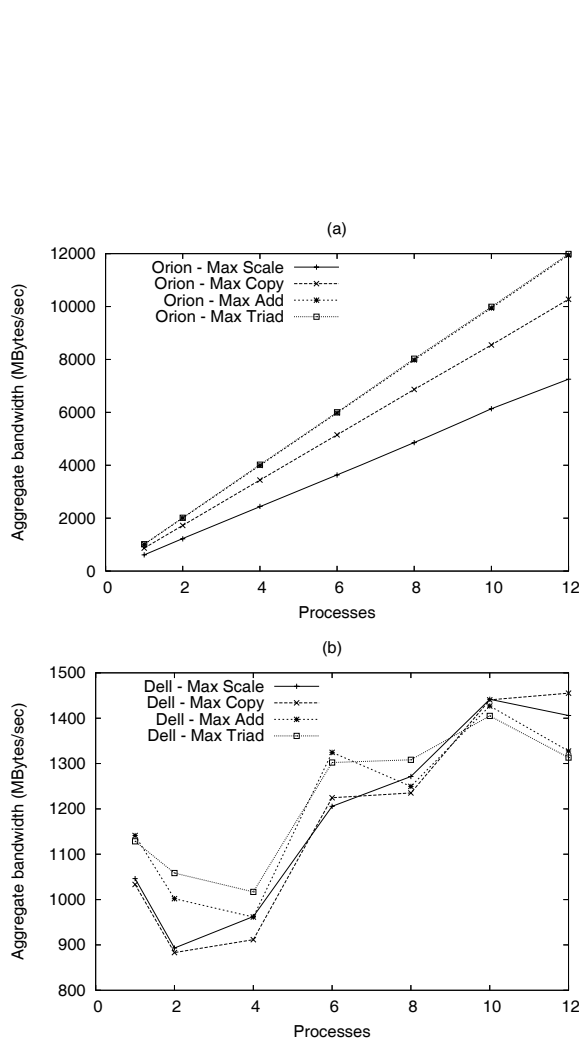 (a)
12000
10000
8000
6000
4000
2000
0
Aggregate bandwidth (MBytes/sec)
Orion - Max Scale
Orion - Max Copy
Orion - Max Add
Orion - Max Triad
0 2 4 6 8 10 12
Processes
(b)
1500
1400
1300
1200
1100
1000
900
800
Aggregate bandwidth (MBytes/sec)
Dell - Max Scale
Dell - Max Copy
Dell - Max Add
Dell - Max Triad
0 2 4 6 8 10 12
Processes